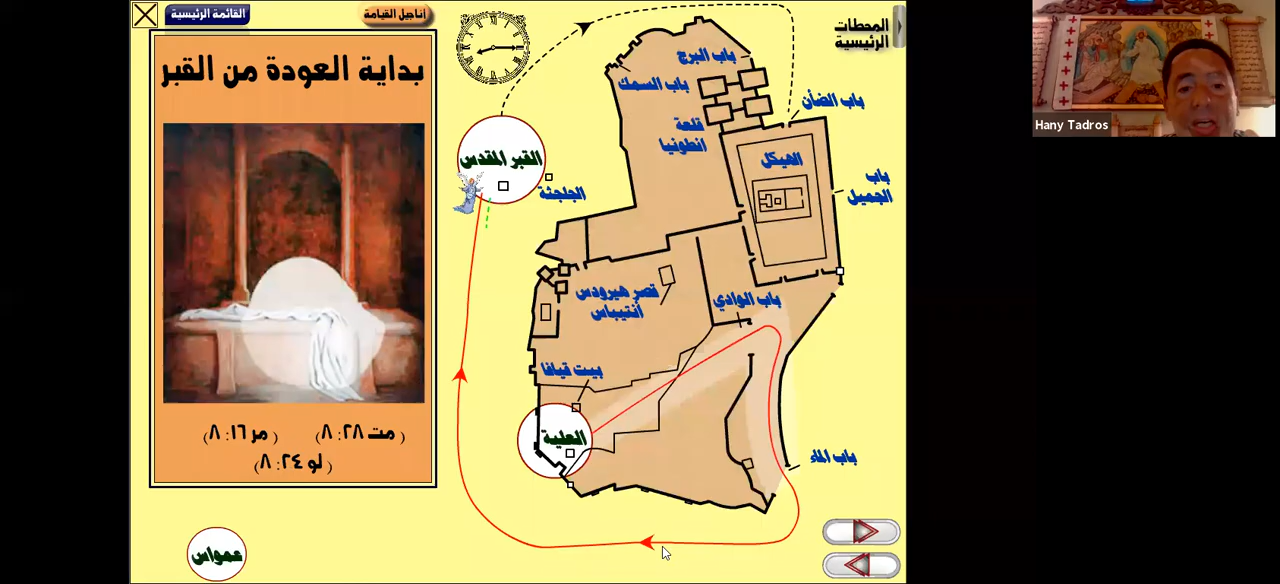 القائمة الرئيسية
أناجيل القيامة
المحطات
الرئيسية
بداية العودة من القبر
(مت ٢٨: ٨)
(مر ١٦: ٨)
(لو ٢٤: ٨)
عمواس
باب البرج
باب السمك
باب الضأن
قلعة
انطونيا
الهيكل
باب
الجميل
القبر المقدس
الجلجثة
قصر هيرودس
أنتيباس
باب الوادي
بيت قيافا
العلية
باب الماء
Hany Tadros